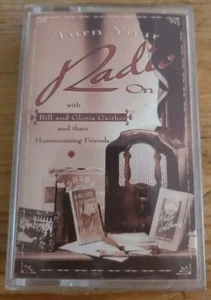 Turn Your
Radio
On
with
Bill and Gloria Gaither
and their
Homecoming Friends